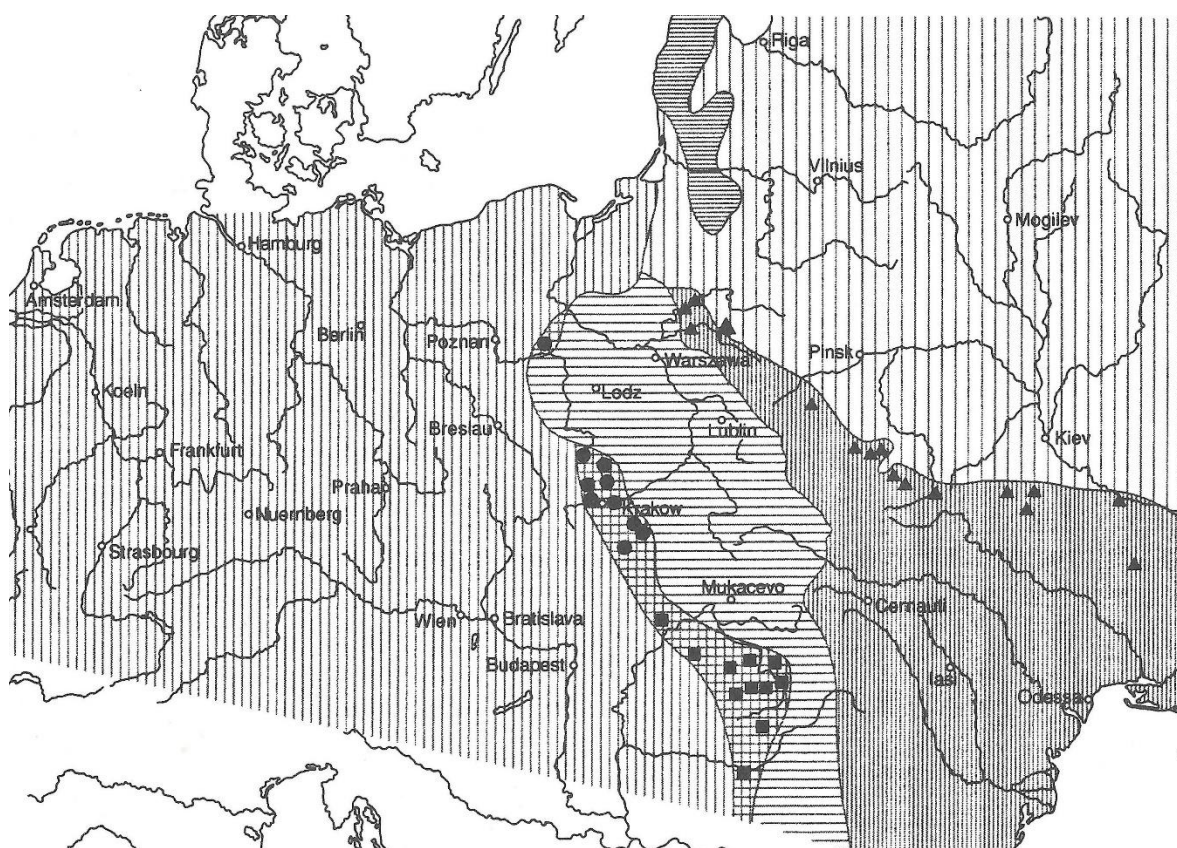 Riga
Vilnius
Mogilev
Hamburg
Amsterdam
Berlin
Poznan
Warszawa
Pinsk
Koeln
Lodz
Breslau
Lublin
Kiev
Frankfurt
Praha
Krakow
Nuernberg
Strasbourg
Mukacevo
Cernauti
Wien
Bratislava
Budapest
Iasi
Odessa